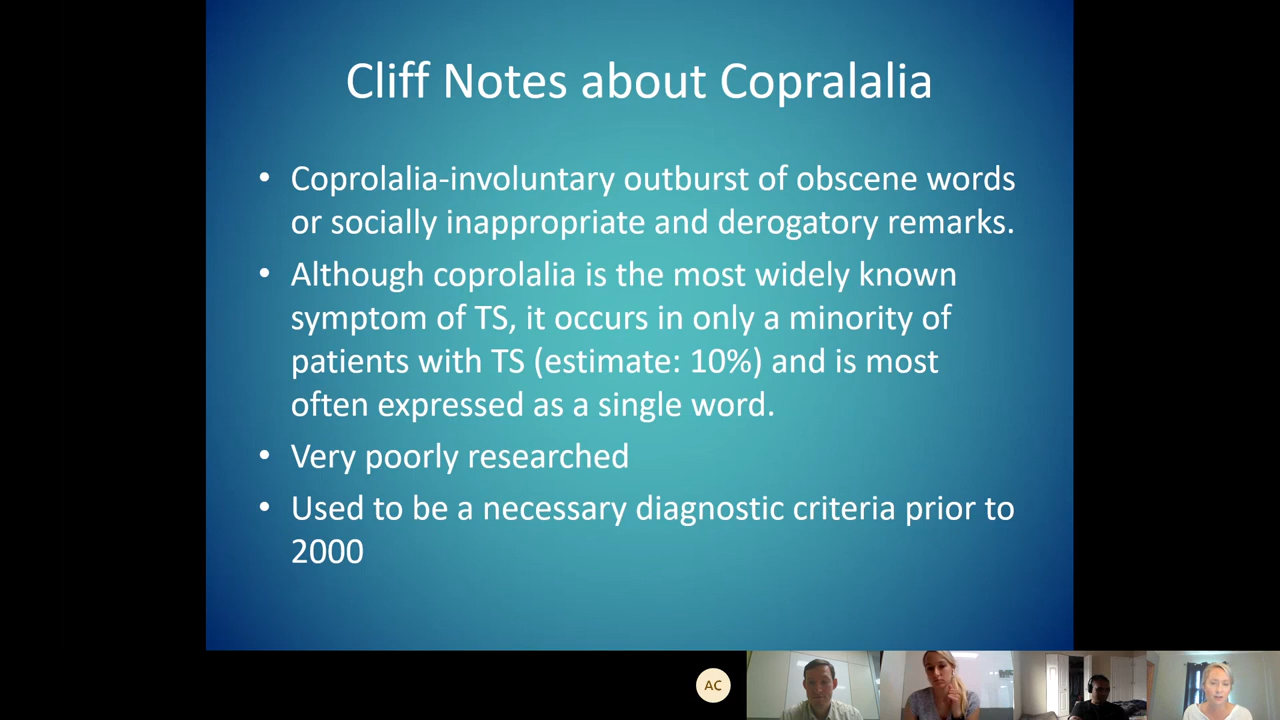 Cliff Notes about Copralalia
• Coprolalia-involuntary outburst of obscene words
or socially inappropriate and derogatory remarks.
• Although coprolalia is the most widely known
symptom of TS, it occurs in only a minority of
patients with TS (estimate: 10%) and is most
often expressed as a single word.
• Very poorly researched
• Used to be a necessary diagnostic criteria prior to
2000
AC